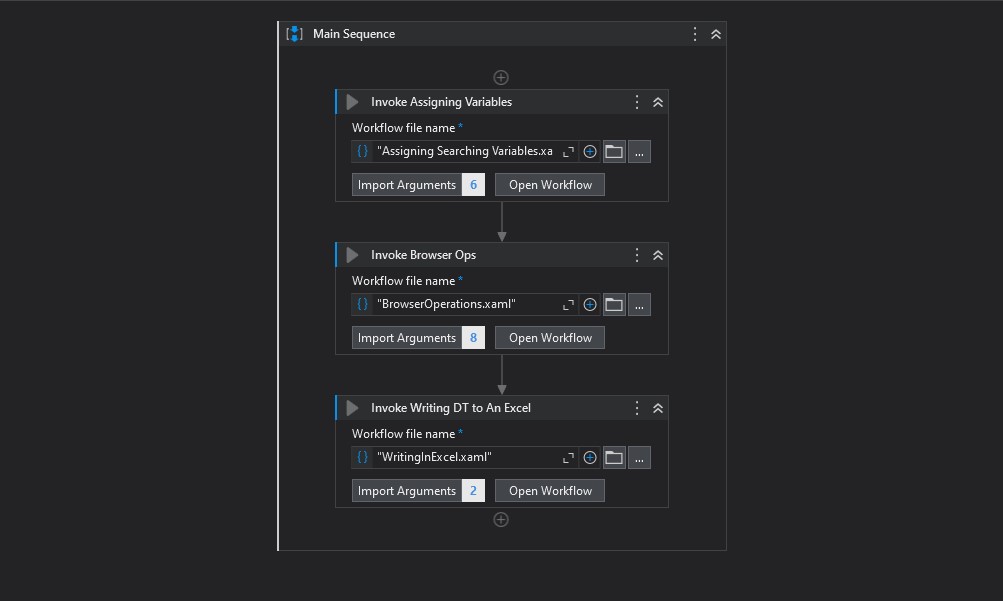 Main Sequence
Invoke Assigning Variables
Workflow file name *
"Assigning Searching Variables.xa
...
Import Arguments 6 Open Workflow
Invoke Browser Ops
Workflow file name *
"BrowserOperations.xaml"
...
Import Arguments 8 Open Workflow
Invoke Writing DT to An Excel
Workflow file name *
"WritingInExcel.xaml"
...
Import Arguments 2 Open Workflow